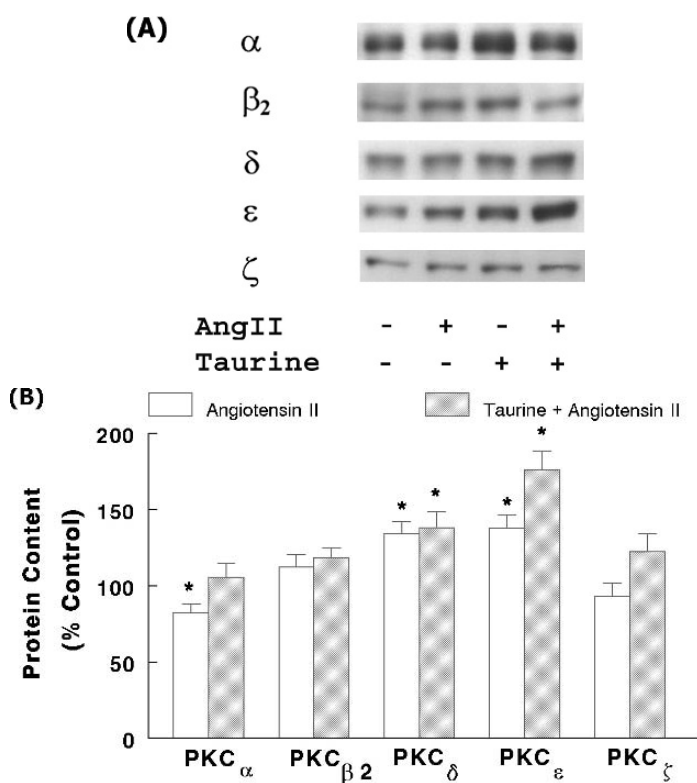 (A)
α
β2
δ
ε
ζ
AngII - + - +
Taurine - - + +
(B)
Angiotensin II
Taurine + Angiotensin II
200
150
100
50
0
Protein Content
(% Control)
* * * * *
PKCα PKCβ2 PKCδ PKCε PKCζ